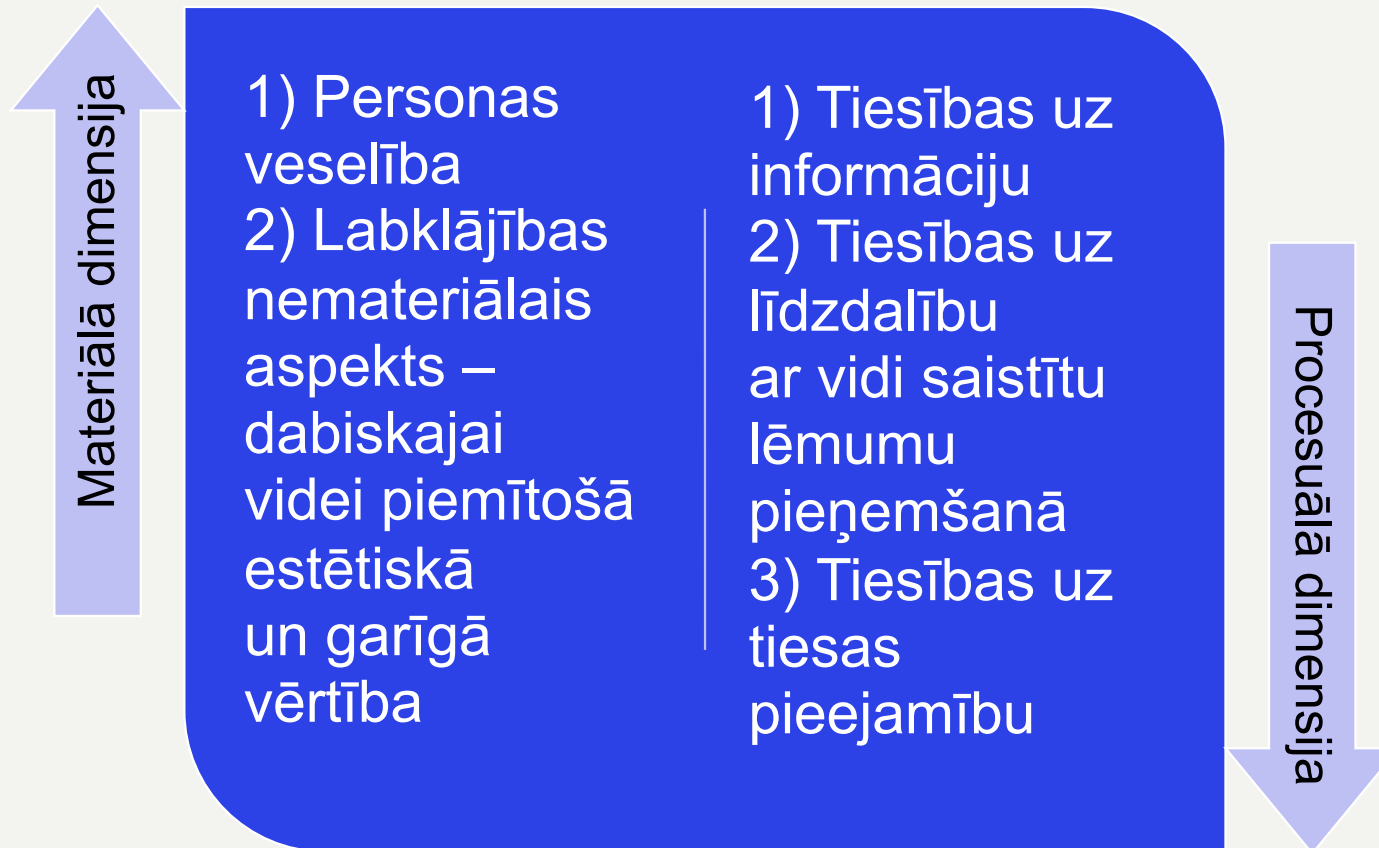 Materiālā dimensija
1) Personas
veselība
2) Labklājības
nemateriālais
aspekts –
dabiskajai
videi piemītošā
estētiskā
un garīgā
vērtība
1) Tiesības uz
informāciju
2) Tiesības uz
līdzdalību
ar vidi saistītu
lēmumu
pieņemšanā
3) Tiesības uz
tiesas
pieejamību
Procesuālā dimensija